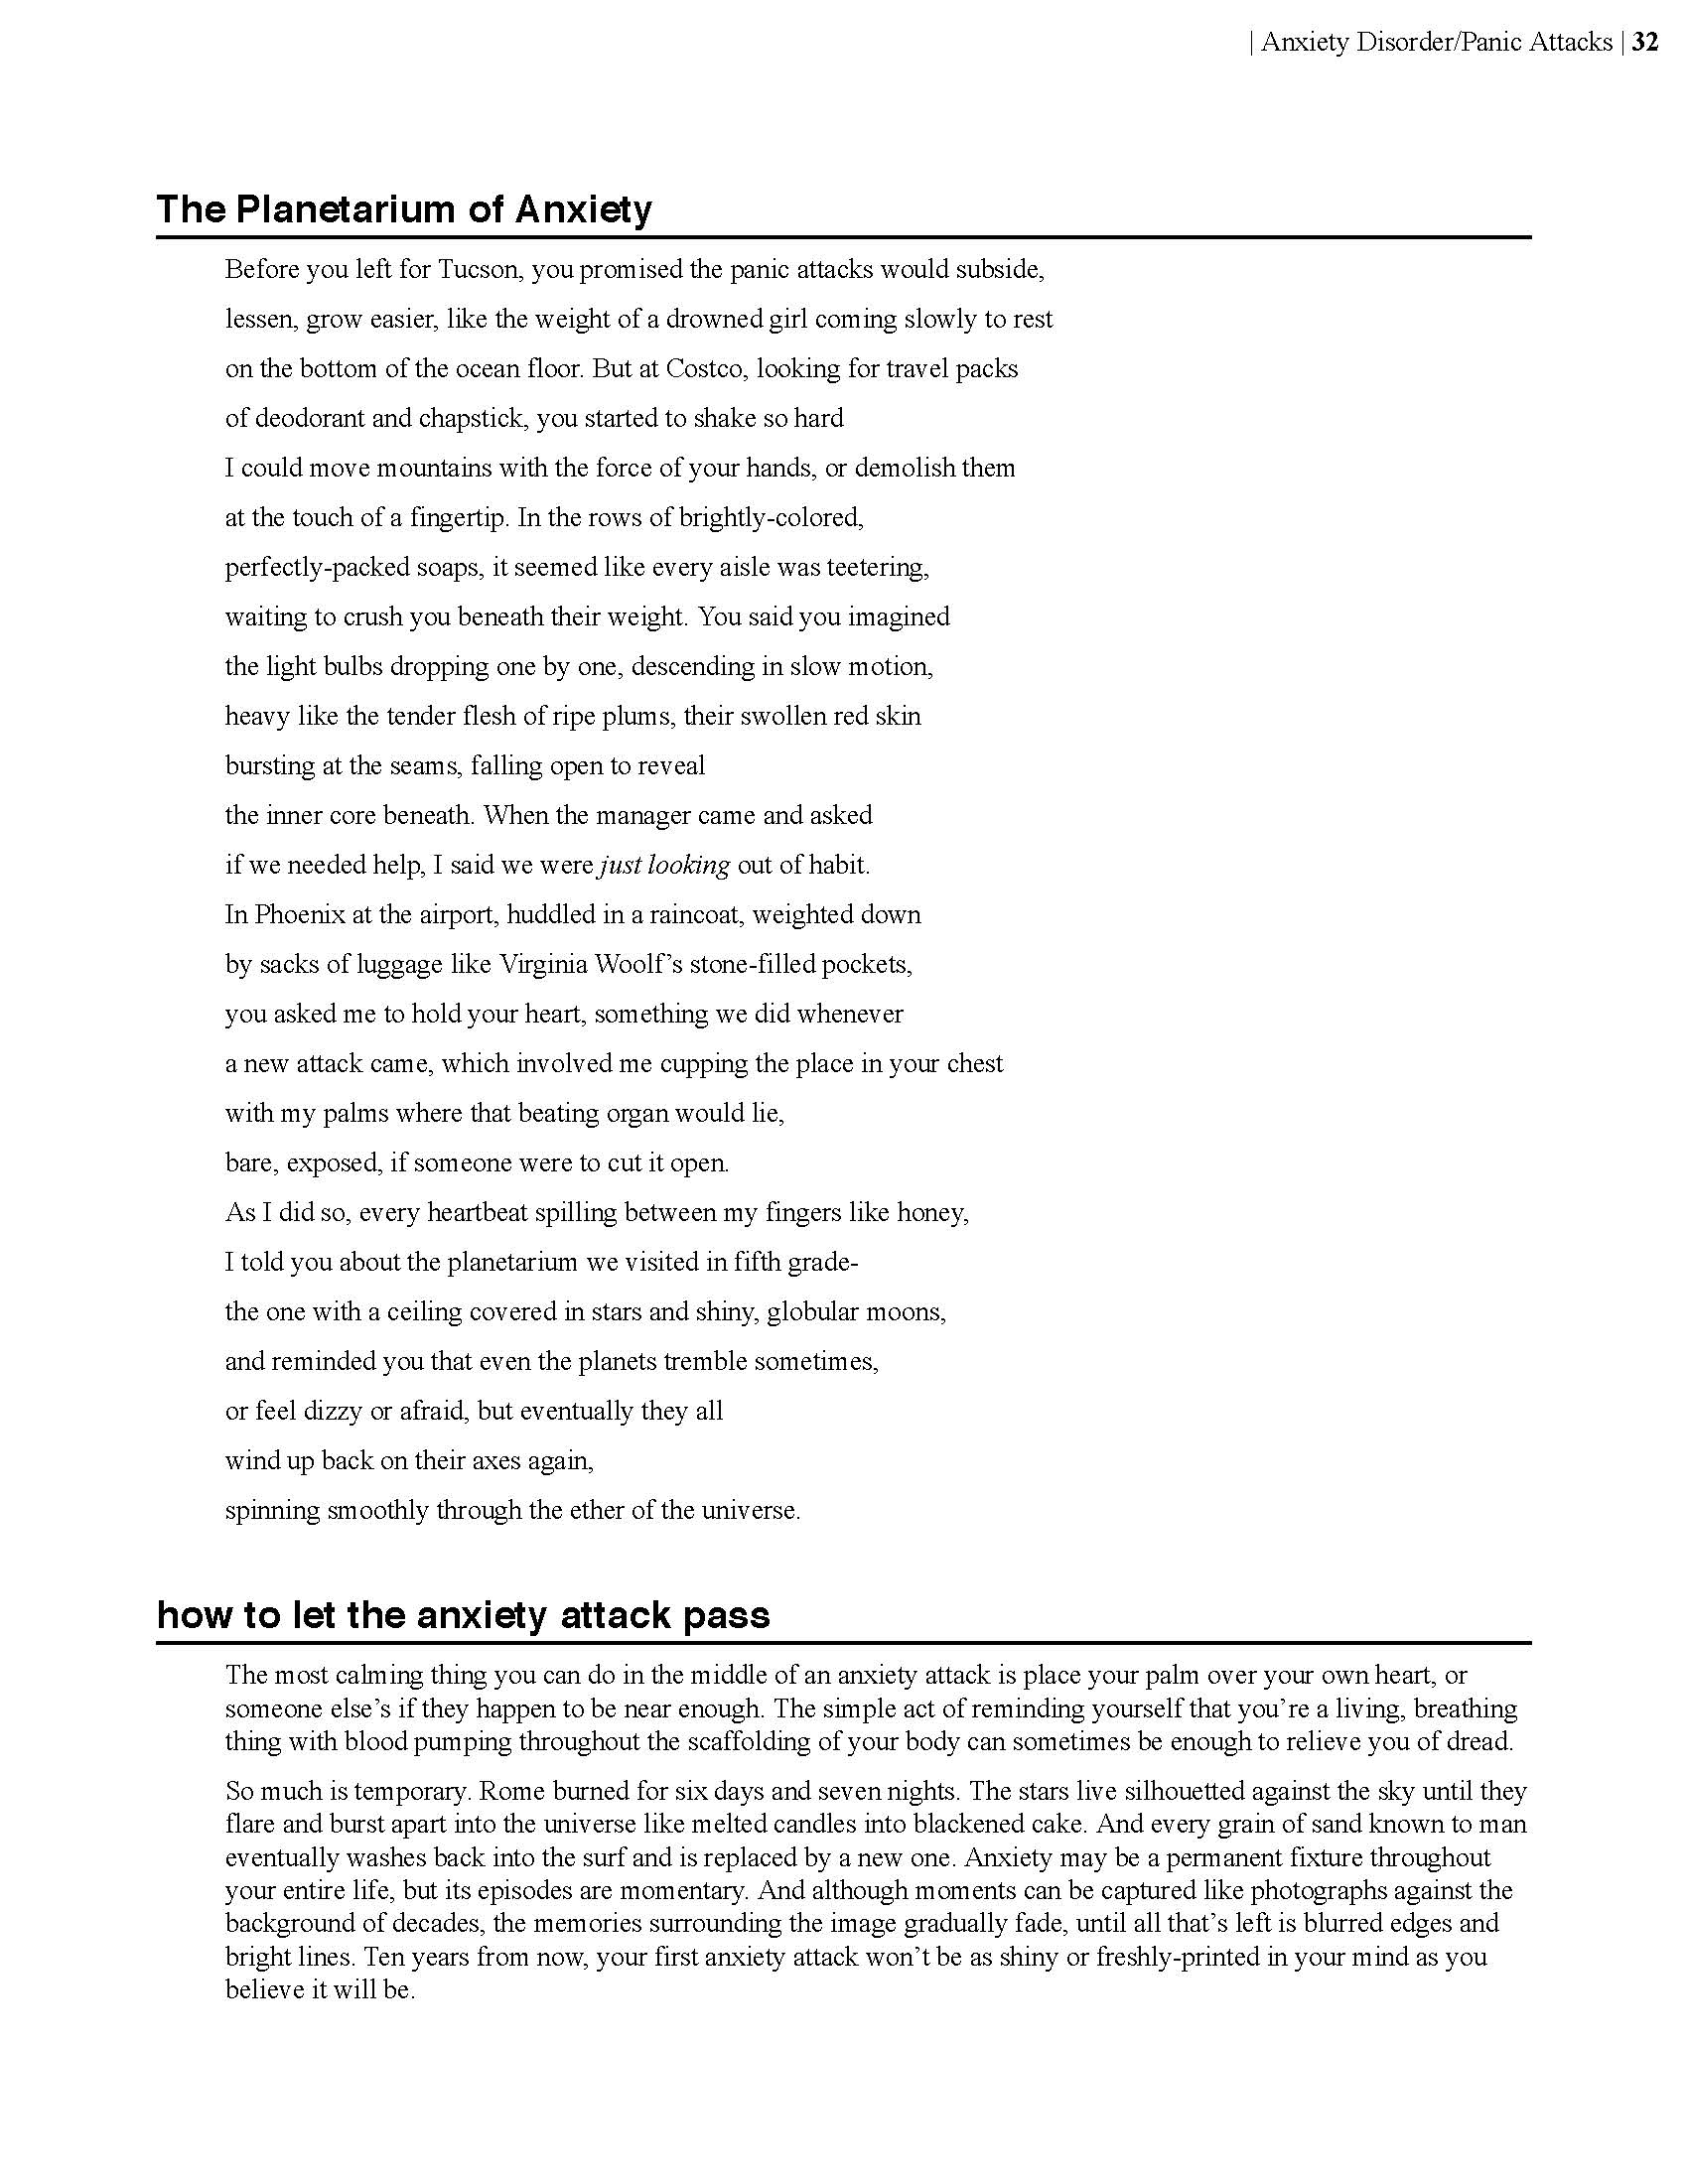 | Anxiety Disorder/Panic Attacks | 32
The Planetarium of Anxiety
Before you left for Tucson, you promised the panic attacks would subside,
lessen, grow easier, like the weight of a drowned girl coming slowly to rest
on the bottom of the ocean floor. But at Costco, looking for travel packs
of deodorant and chapstick, you started to shake so hard
I could move mountains with the force of your hands, or demolish them
at the touch of a fingertip. In the rows of brightly-colored,
perfectly-packed soaps, it seemed like every aisle was teetering,
waiting to crush you beneath their weight. You said you imagined
the light bulbs dropping one by one, descending in slow motion,
heavy like the tender flesh of ripe plums, their swollen red skin
bursting at the seams, falling open to reveal
the inner core beneath. When the manager came and asked
if we needed help, I said we were just looking out of habit.
In Phoenix at the airport, huddled in a raincoat, weighted down
by sacks of luggage like Virginia Woolf’s stone-filled pockets,
you asked me to hold your heart, something we did whenever
a new attack came, which involved me cupping the place in your chest
with my palms where that beating organ would lie,
bare, exposed, if someone were to cut it open.
As I did so, every heartbeat spilling between my fingers like honey,
I told you about the planetarium we visited in fifth grade-
the one with a ceiling covered in stars and shiny, globular moons,
and reminded you that even the planets tremble sometimes,
or feel dizzy or afraid, but eventually they all
wind up back on their axes again,
spinning smoothly through the ether of the universe.
how to let the anxiety attack pass
The most calming thing you can do in the middle of an anxiety attack is place your palm over your own heart, or
someone else’s if they happen to be near enough. The simple act of reminding yourself that you’re a living, breathing
thing with blood pumping throughout the scaffolding of your body can sometimes be enough to relieve you of dread.
So much is temporary. Rome burned for six days and seven nights. The stars live silhouetted against the sky until they
flare and burst apart into the universe like melted candles into blackened cake. And every grain of sand known to man
eventually washes back into the surf and is replaced by a new one. Anxiety may be a permanent fixture throughout
your entire life, but its episodes are momentary. And although moments can be captured like photographs against the
background of decades, the memories surrounding the image gradually fade, until all that’s left is blurred edges and
bright lines. Ten years from now, your first anxiety attack won’t be as shiny or freshly-printed in your mind as you
believe it will be.